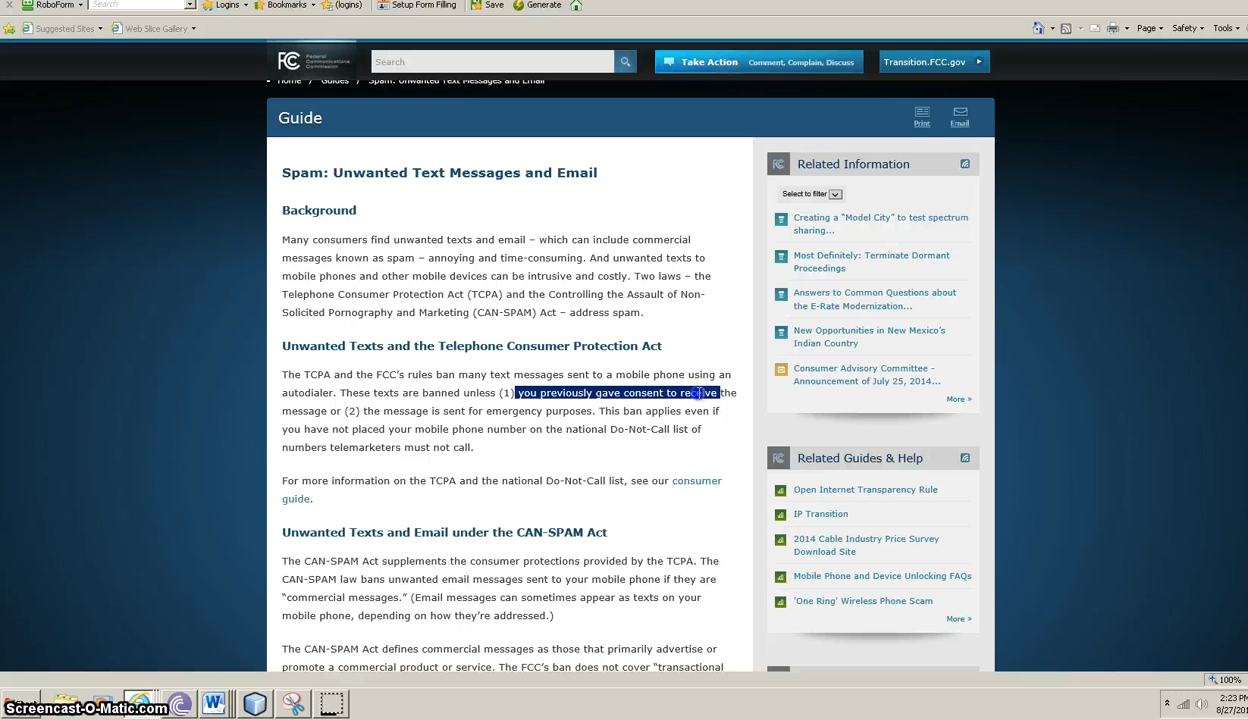 RoboForm
Search
Logins
Bookmarks
(logins)
Setup Form Filling
Save
Generate
Suggested Sites
Web Slice Gallery
Page
Safety
Tools
FCC Federal Communications Commission
Search
Take Action Comment, Complain, Discuss
Transition.FCC.gov
Home / Guides / Spam: Unwanted Text Messages and Email
Guide
Print
Email
Spam: Unwanted Text Messages and Email
Background
Many consumers find unwanted texts and email – which can include commercial
messages known as spam – annoying and time-consuming. And unwanted texts to
mobile phones and other mobile devices can be intrusive and costly. Two laws – the
Telephone Consumer Protection Act (TCPA) and the Controlling the Assault of Non-
Solicited Pornography and Marketing (CAN-SPAM) Act – address spam.
Unwanted Texts and the Telephone Consumer Protection Act
The TCPA and the FCC's rules ban many text messages sent to a mobile phone using an
autodialer. These texts are banned unless (1) you previously gave consent to receive the
message or (2) the message is sent for emergency purposes. This ban applies even if
you have not placed your mobile phone number on the national Do-Not-Call list of
numbers telemarketers must not call.
For more information on the TCPA and the national Do-Not-Call list, see our consumer
guide.
Unwanted Texts and Email under the CAN-SPAM Act
The CAN-SPAM Act supplements the consumer protections provided by the TCPA. The
CAN-SPAM law bans unwanted email messages sent to your mobile phone if they are
“commercial messages.” (Email messages can sometimes appear as texts on your
mobile phone, depending on how they're addressed.)
The CAN-SPAM Act defines commercial messages as those that primarily advertise or
promote a commercial product or service. The FCC's ban does not cover “transactional
Related Information
Select to filter
Creating a “Model City” to test spectrum
sharing...
Most Definitely: Terminate Dormant
Proceedings
Answers to Common Questions about
the E-Rate Modernization...
New Opportunities in New Mexico's
Indian Country
Consumer Advisory Committee -
Announcement of July 25, 2014...
More »
Related Guides & Help
Open Internet Transparency Rule
IP Transition
2014 Cable Industry Price Survey
Download Site
Mobile Phone and Device Unlocking FAQs
'One Ring' Wireless Phone Scam
More »
100%
Screencast-O-Matic.com
2:23 PM